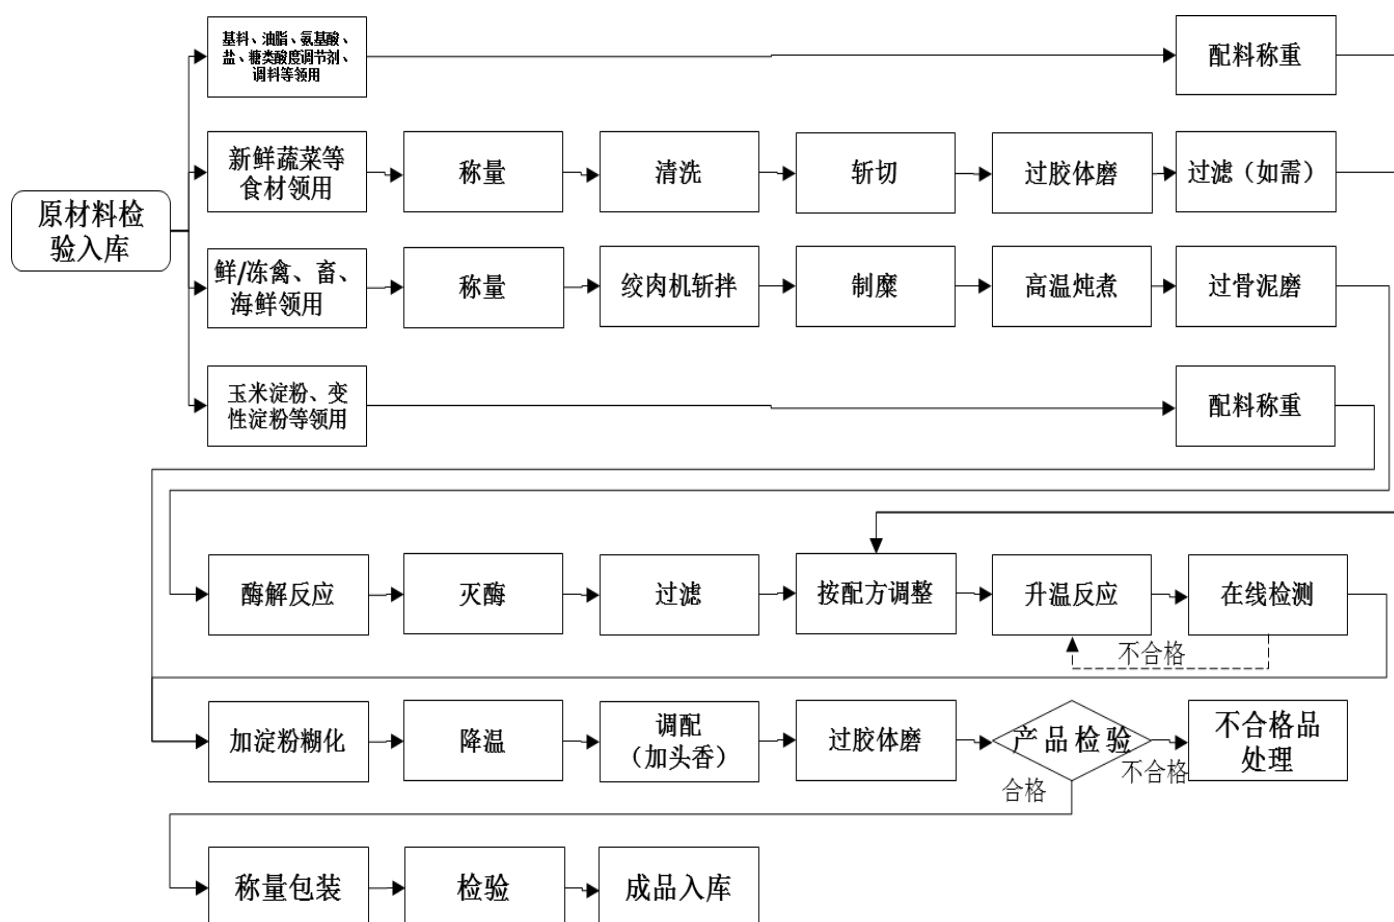 基料、油脂、氨基酸、
盐、糖类酸度调节剂、
调料等领用
配料称重
新鲜蔬菜等
食材领用
称量
清洗
斩切
过胶体磨
过滤（如需）
原材料检
验入库
鲜/冻禽、畜、
海鲜领用
称量
绞肉机斩拌
制糜
高温炖煮
过骨泥磨
玉米淀粉、变
性淀粉等领用
配料称重
酶解反应
灭酶
过滤
按配方调整
升温反应
在线检测
不合格
加淀粉糊化
降温
调配
（加头香）
过胶体磨
产品检验
不合格
合格
不合格品
处理
称量包装
检验
成品入库